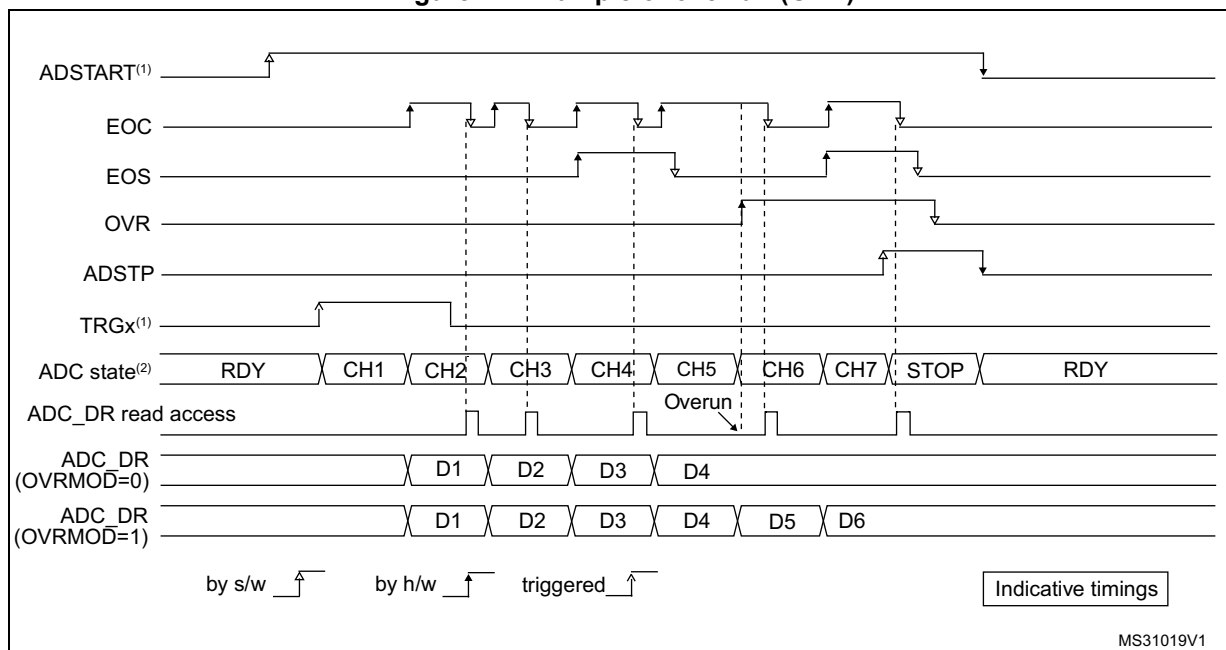 ADSTART(1)
EOC
EOS
OVR
ADSTP
TRGx(1)
ADC state(2) RDY CH1 CH2 CH3 CH4 CH5 CH6 CH7 STOP RDY
ADC_DR read access Overun
ADC_DR (OVRMOD=0) D1 D2 D3 D4
ADC_DR (OVRMOD=1) D1 D2 D3 D4 D5 D6
by s/w by h/w triggered Indicative timings
MS31019V1